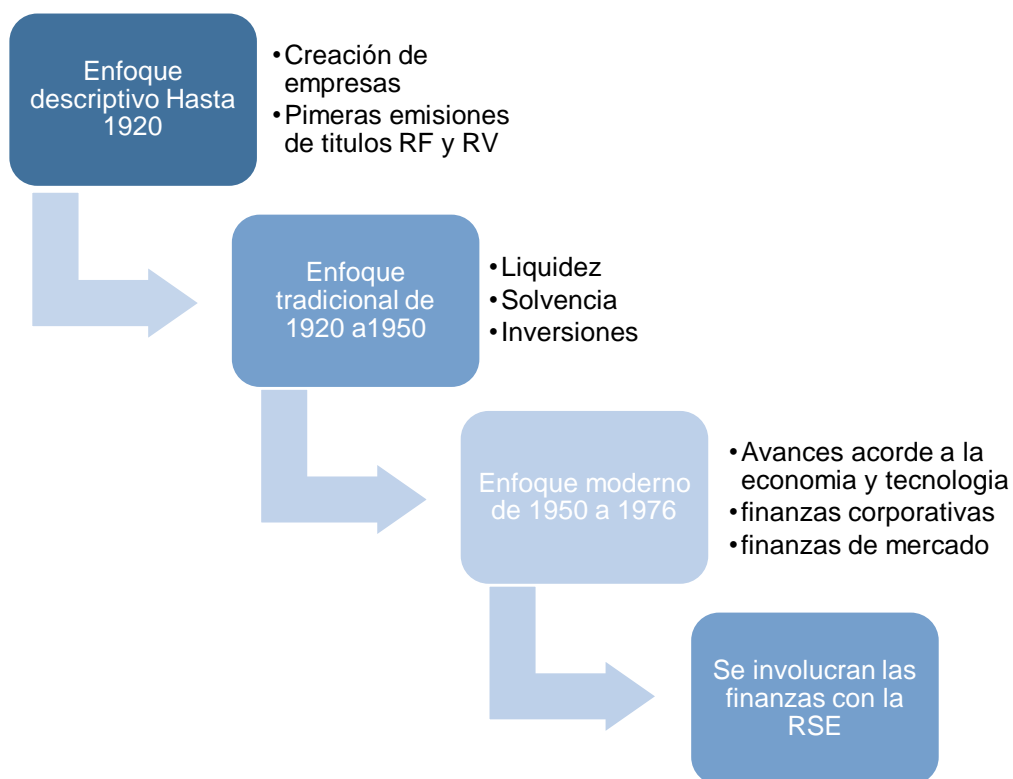 Enfoque
descriptivo Hasta
1920
•Creación de
empresas
•Pimeras emisiones
de titulos RF y RV
Enfoque
tradicional de
1920 a1950
•Liquidez
•Solvencia
•Inversiones
Enfoque moderno
de 1950 a 1976
•Avances acorde a la
economia y tecnologia
•finanzas corporativas
•finanzas de mercado
Se involucran las
finanzas con la
RSE